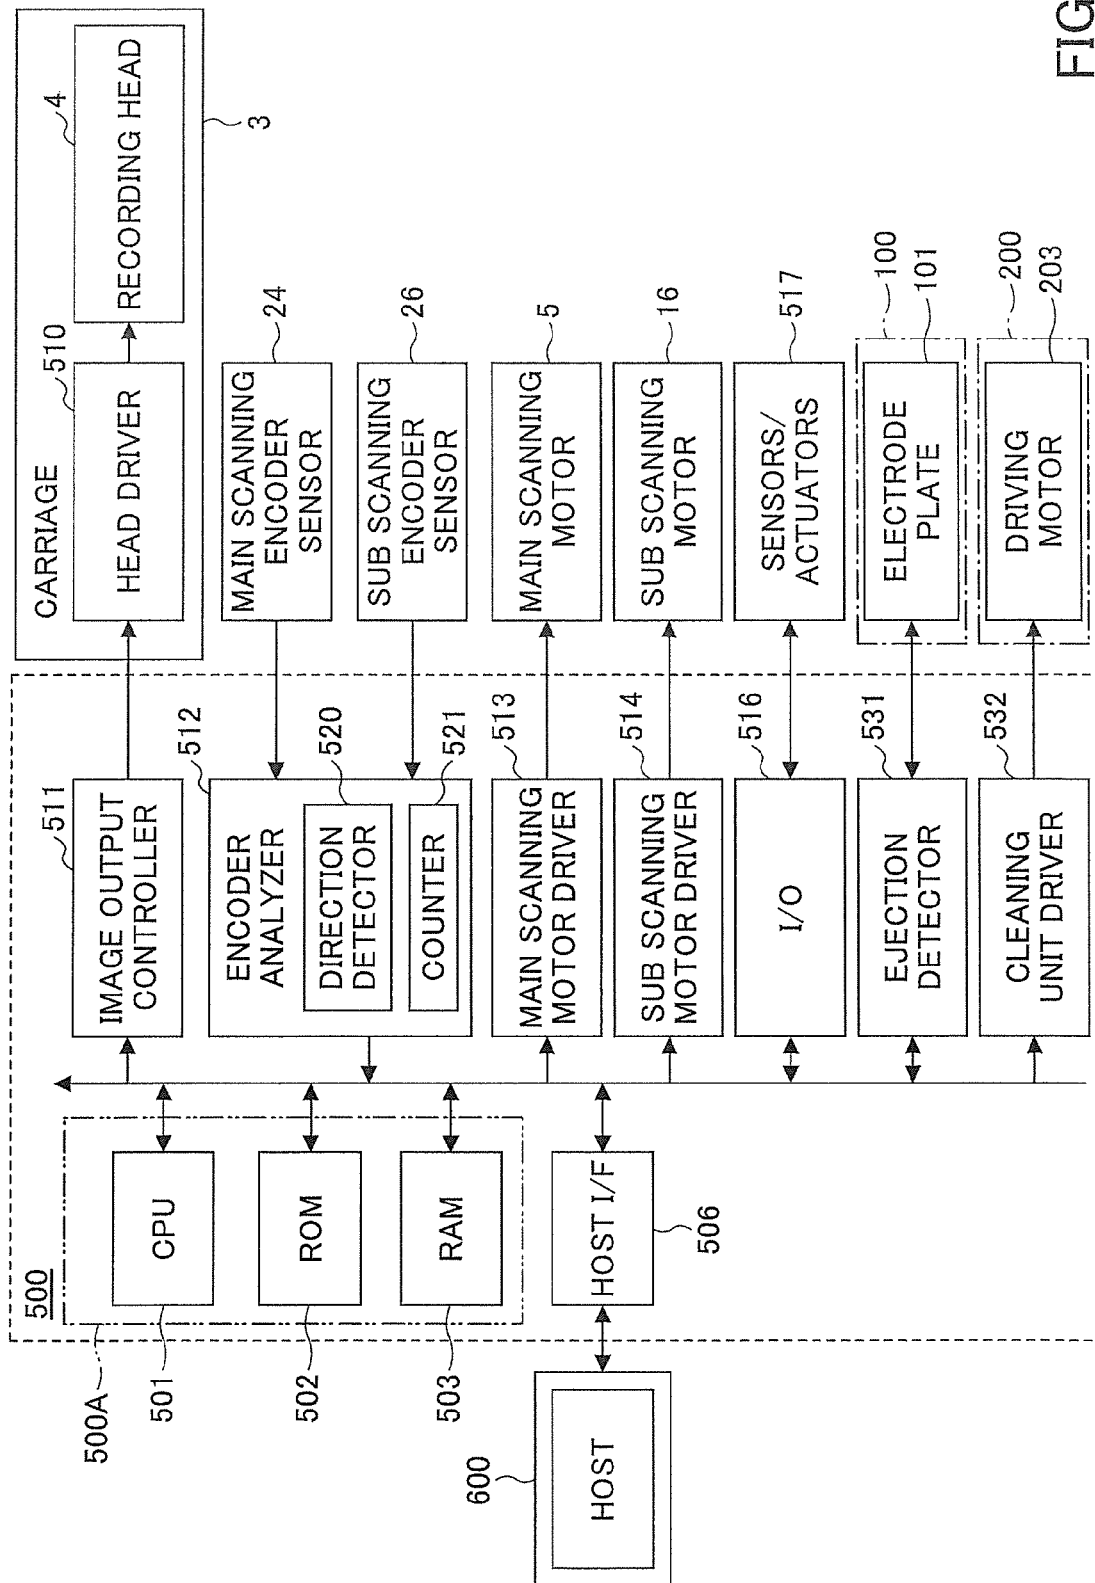 FIG
500
500A
CPU
501
ROM
502
RAM
503
HOST
600
HOST I/F
506
IMAGE OUTPUT
CONTROLLER
511
ENCODER
ANALYZER
512
DIRECTION
DETECTOR
520
COUNTER
521
MAIN SCANNING
MOTOR DRIVER
513
SUB SCANNING
MOTOR DRIVER
514
I/O
516
EJECTION
DETECTOR
531
CLEANING
UNIT DRIVER
532
CARRIAGE
3
HEAD DRIVER
510
RECORDING HEAD
4
MAIN SCANNING
ENCODER
SENSOR
24
SUB SCANNING
ENCODER
SENSOR
26
MAIN SCANNING
MOTOR
5
SUB SCANNING
MOTOR
16
SENSORS/
ACTUATORS
517
ELECTRODE
PLATE
100
101
DRIVING
MOTOR
200
203